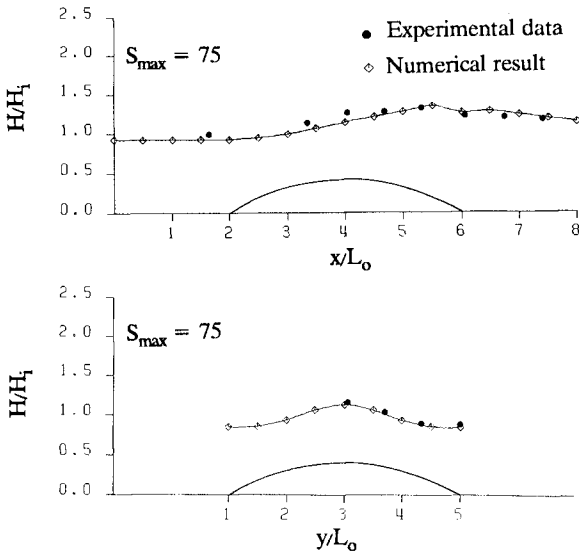 2.5
● Experimental data
Smax = 75
2.0
◇ Numerical result
1.5
H/Hi
1.0
0.5
0.0
1 2 3 4 5 6 7 8
x/Lo
2.5
Smax = 75
2.0
1.5
H/Hi
1.0
0.5
0.0
1 2 3 4 5
y/Lo